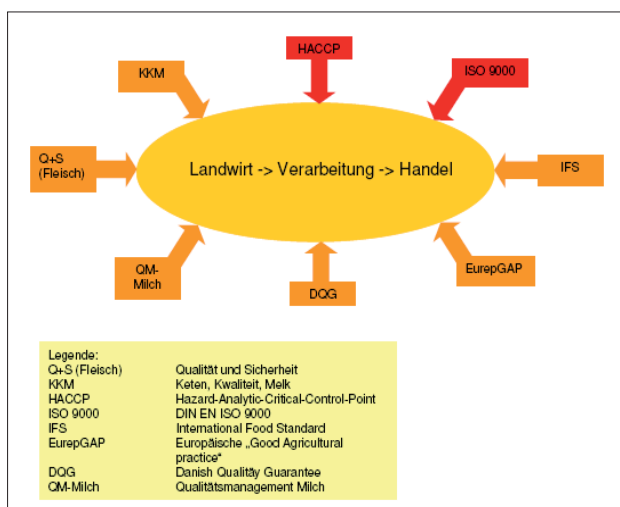 HACCP
KKM
ISO 9000
Q+S
(Fleisch)
Landwirt -> Verarbeitung -> Handel
IFS
QM-
Milch
DQG
EurepGAP
Legende:
Q+S (Fleisch) Qualität und Sicherheit
KKM Keten, Kwaliteit, Melk
HACCP Hazard-Analytic-Critical-Control-Point
ISO 9000 DIN EN ISO 9000
IFS International Food Standard
EurepGAP Europäische „Good Agricultural
practice“
DQG Danish Qualitäy Guarantee
QM-Milch Qualitätsmanagement Milch